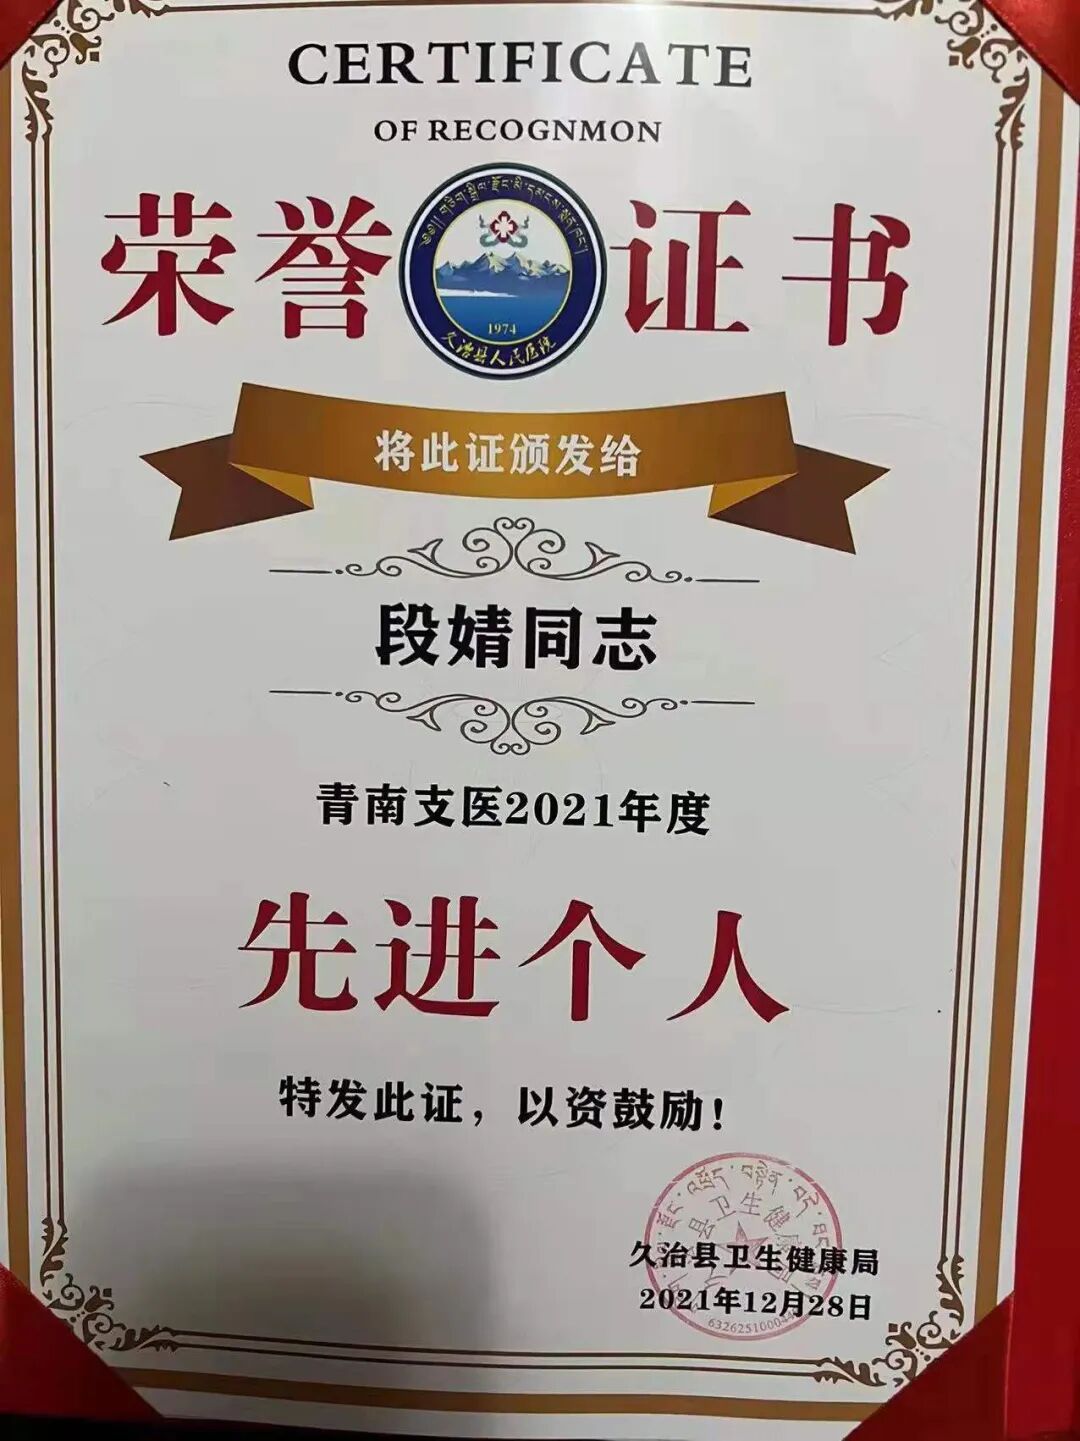 CERTIFICATE
OF RECOGNMON
荣誉证书
1974
久治县人民医院
将此证颁发给
段婧同志
青南支医2021年度
先进个人
特发此证，以资鼓励！
久治县卫生健康局
2021年12月28日